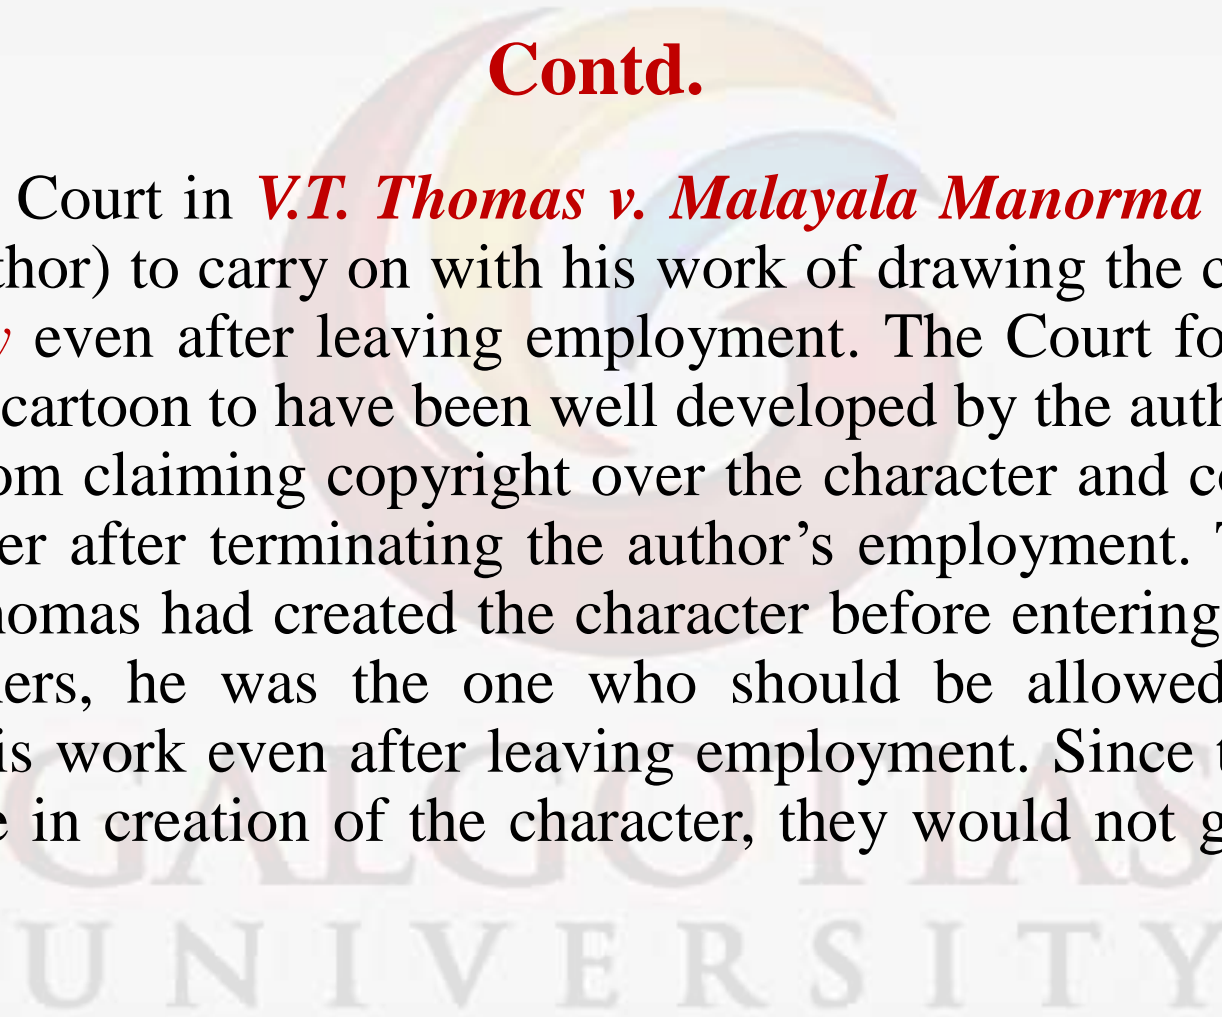 Contd.
Court in V.T. Thomas v. Malayala Manorma
thor) to carry on with his work of drawing the c
y even after leaving employment. The Court fo
cartoon to have been well developed by the auth
om claiming copyright over the character and co
er after terminating the author’s employment. T
homas had created the character before entering
ers, he was the one who should be allowed
is work even after leaving employment. Since t
e in creation of the character, they would not g
GALGOTIAS
UNIVERSITY